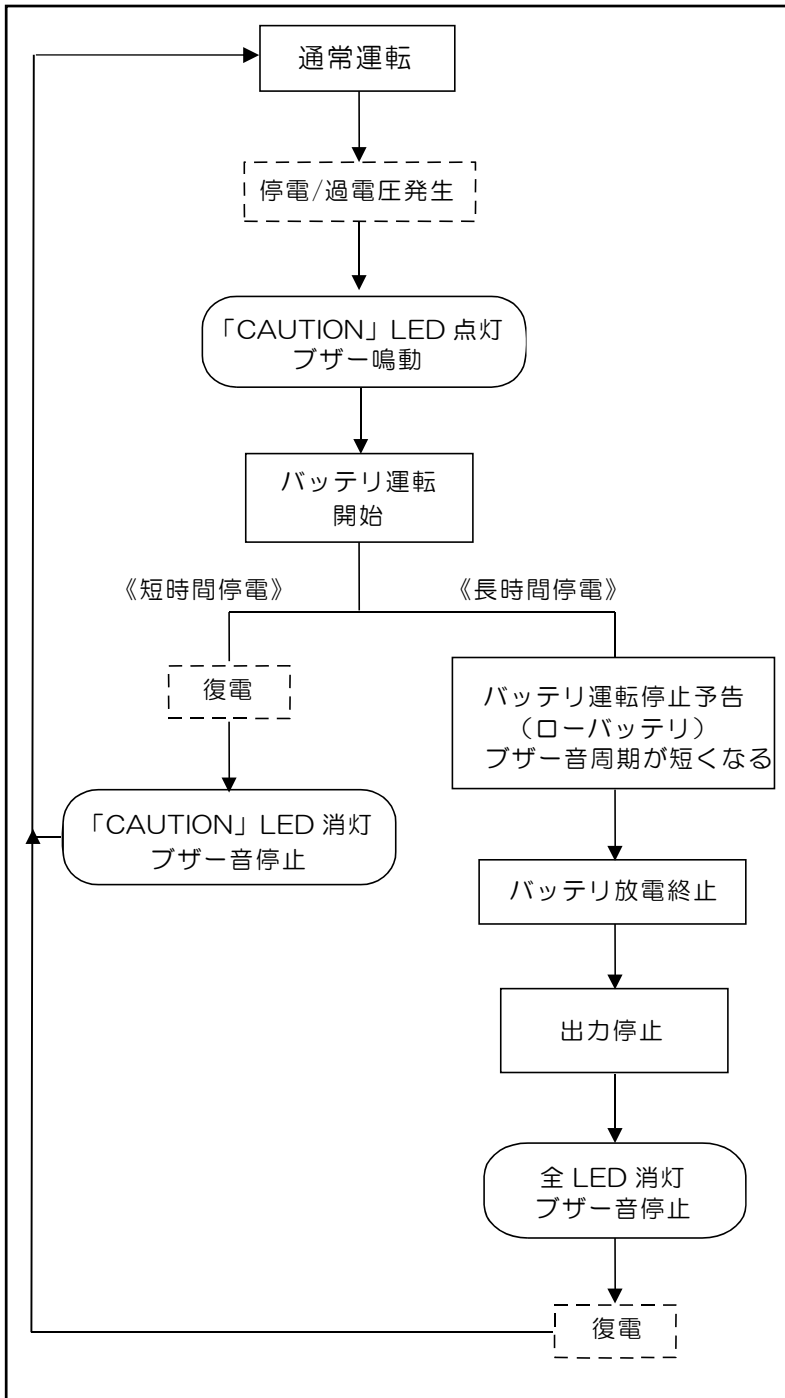 通常運転
停電/過電圧発生
「CAUTION」LED 点灯
ブザー鳴動
バッテリ運転
開始
《短時間停電》
《長時間停電》
復電
「CAUTION」LED 消灯
ブザー音停止
バッテリ運転停止予告
(ローバッテリ)
ブザー音周期が短くなる
バッテリ放電終止
出力停止
全 LED 消灯
ブザー音停止
復電